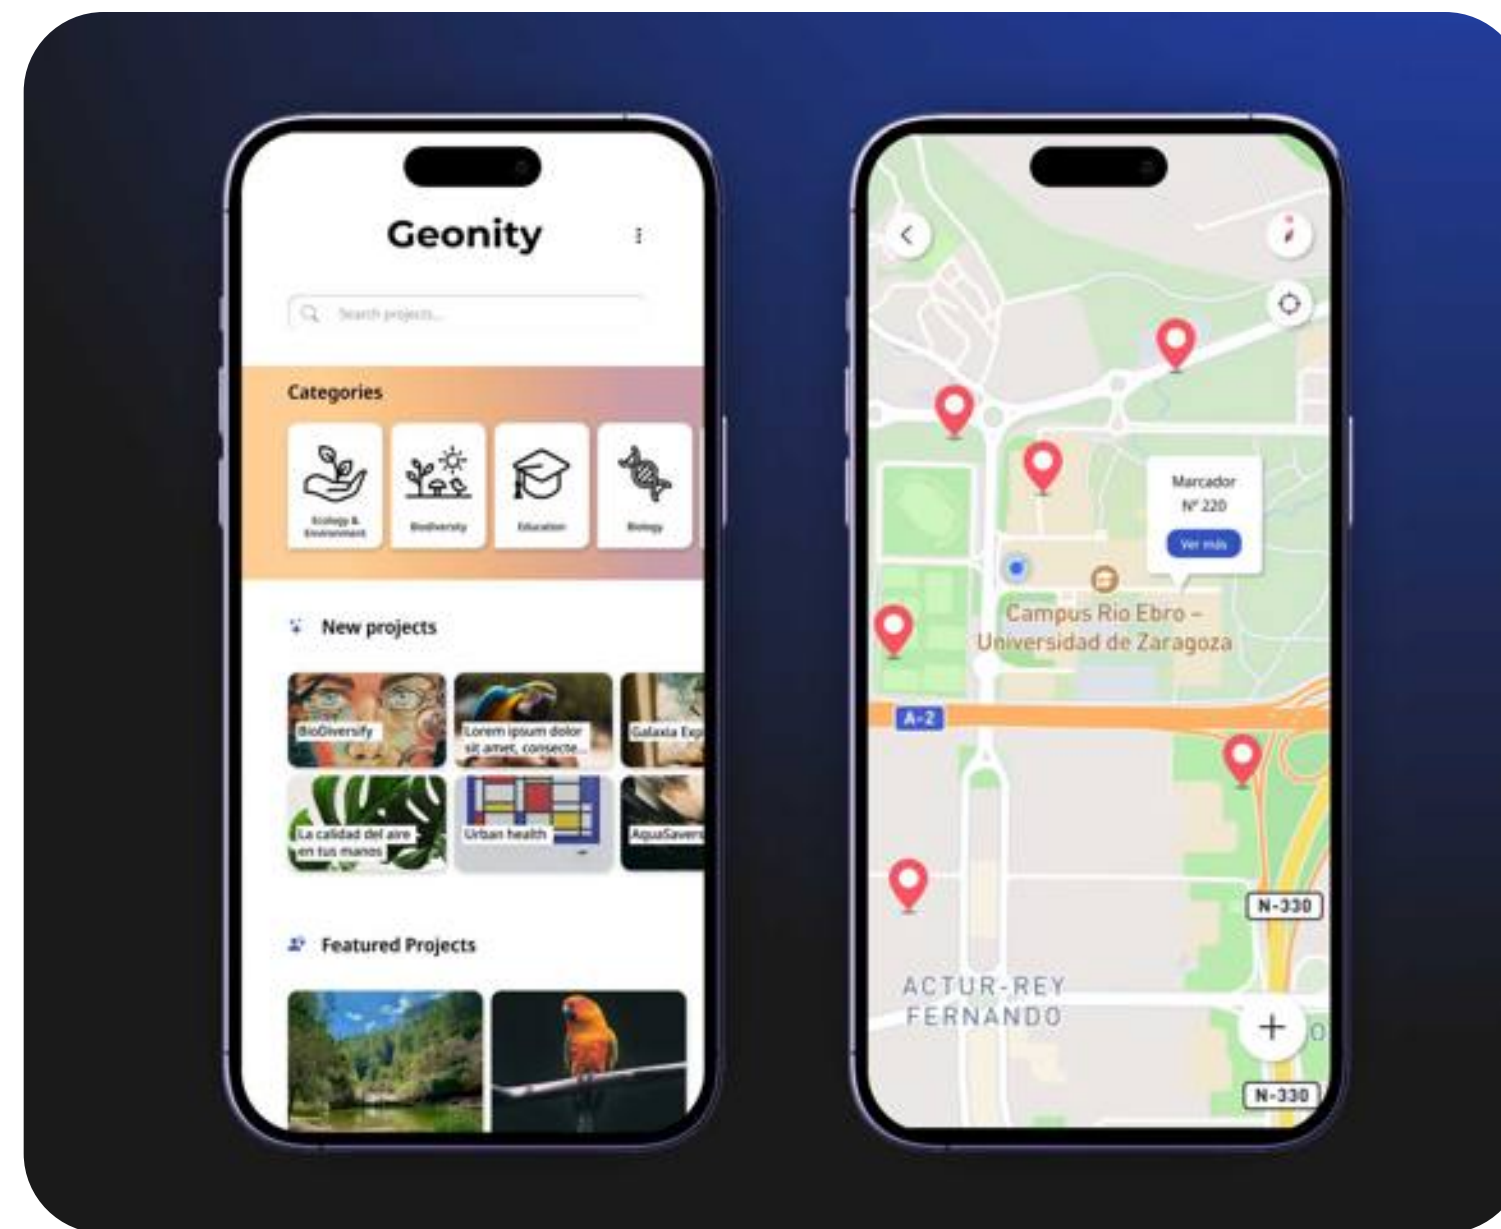 Geonity
Search projects...
Categories
Ecology &
Environment
Biodiversity
Education
Biology
New projects
BioDiversify
Lorem ipsum dolor
sit amet, consecte...
Galaxia Exp
La calidad del aire
en tus manos
Urban health
AquaSavers
Featured Projects
Marcador
Nº 220
Ver más
Campus Rio Ebro –
Universidad de Zaragoza
A-2
N-330
ACTUR-REY
FERNANDO
O
N-330